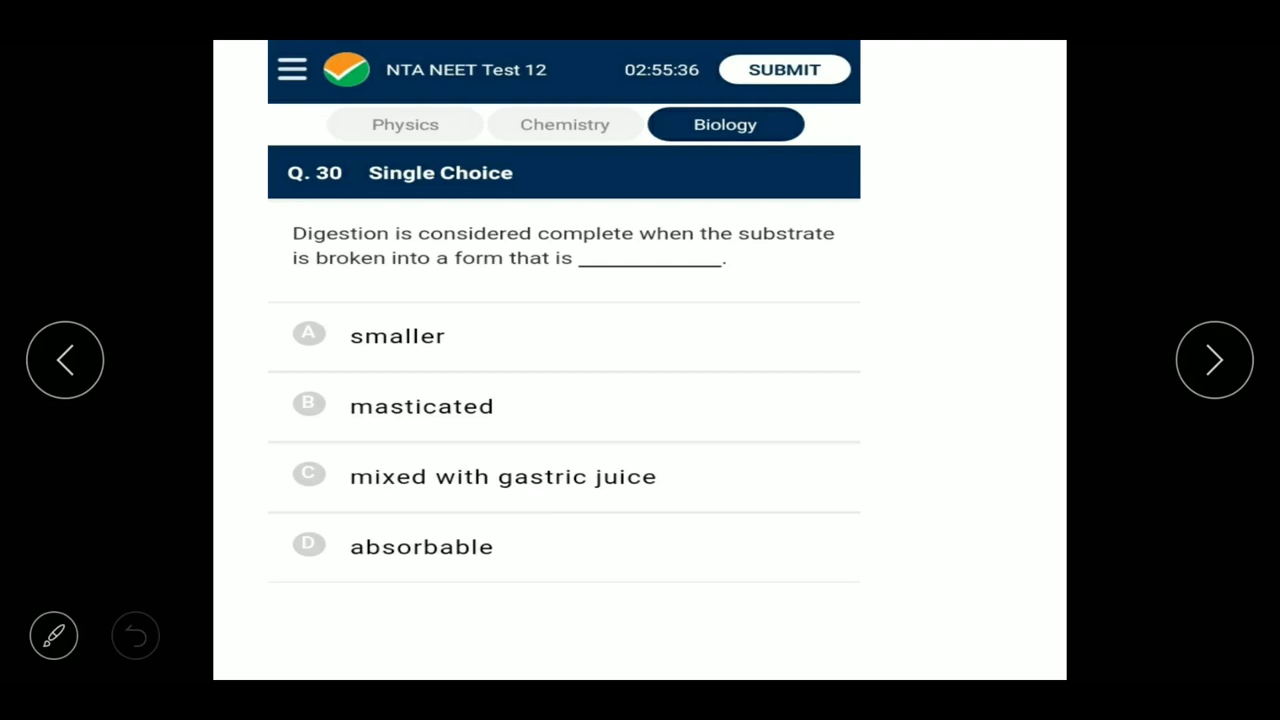 NTA NEET Test 12 02:55:36 SUBMIT
Physics Chemistry Biology
Q. 30 Single Choice
Digestion is considered complete when the substrate
is broken into a form that is ____________.
A smaller
B masticated
C mixed with gastric juice
D absorbable